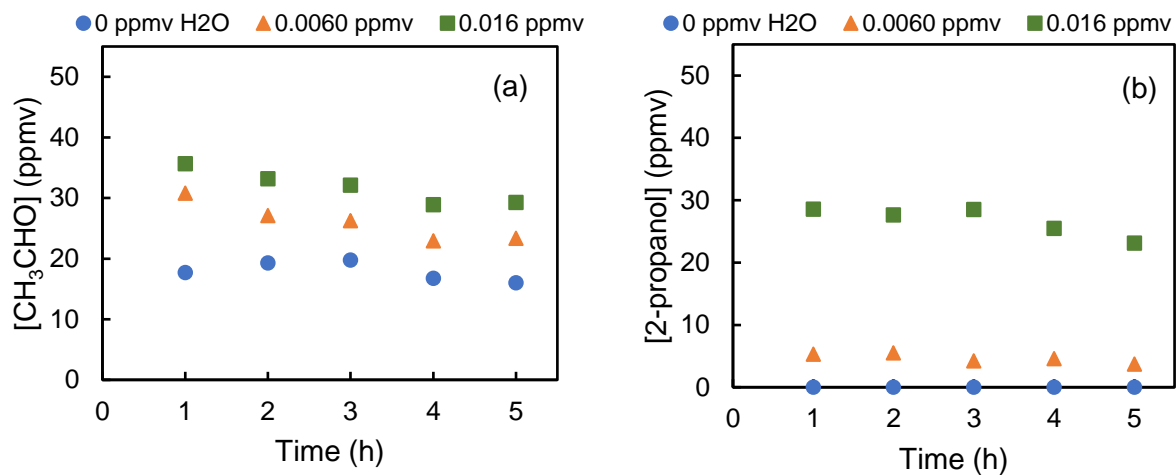 0 ppmv H2O 0.0060 ppmv 0.016 ppmv
(a)
[CH₃CHO] (ppmv)
50
40
30
20
10
0
0 1 2 3 4 5
Time (h)
0 ppmv H2O 0.0060 ppmv 0.016 ppmv
(b)
[2-propanol] (ppmv)
50
40
30
20
10
0
0 1 2 3 4 5
Time (h)